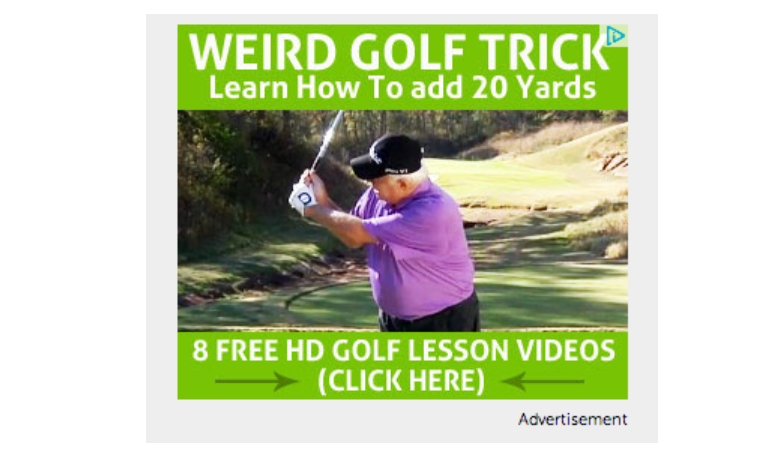 WEIRD GOLF TRICK
Learn How To add 20 Yards
8 FREE HD GOLF LESSON VIDEOS
(CLICK HERE)
Advertisement